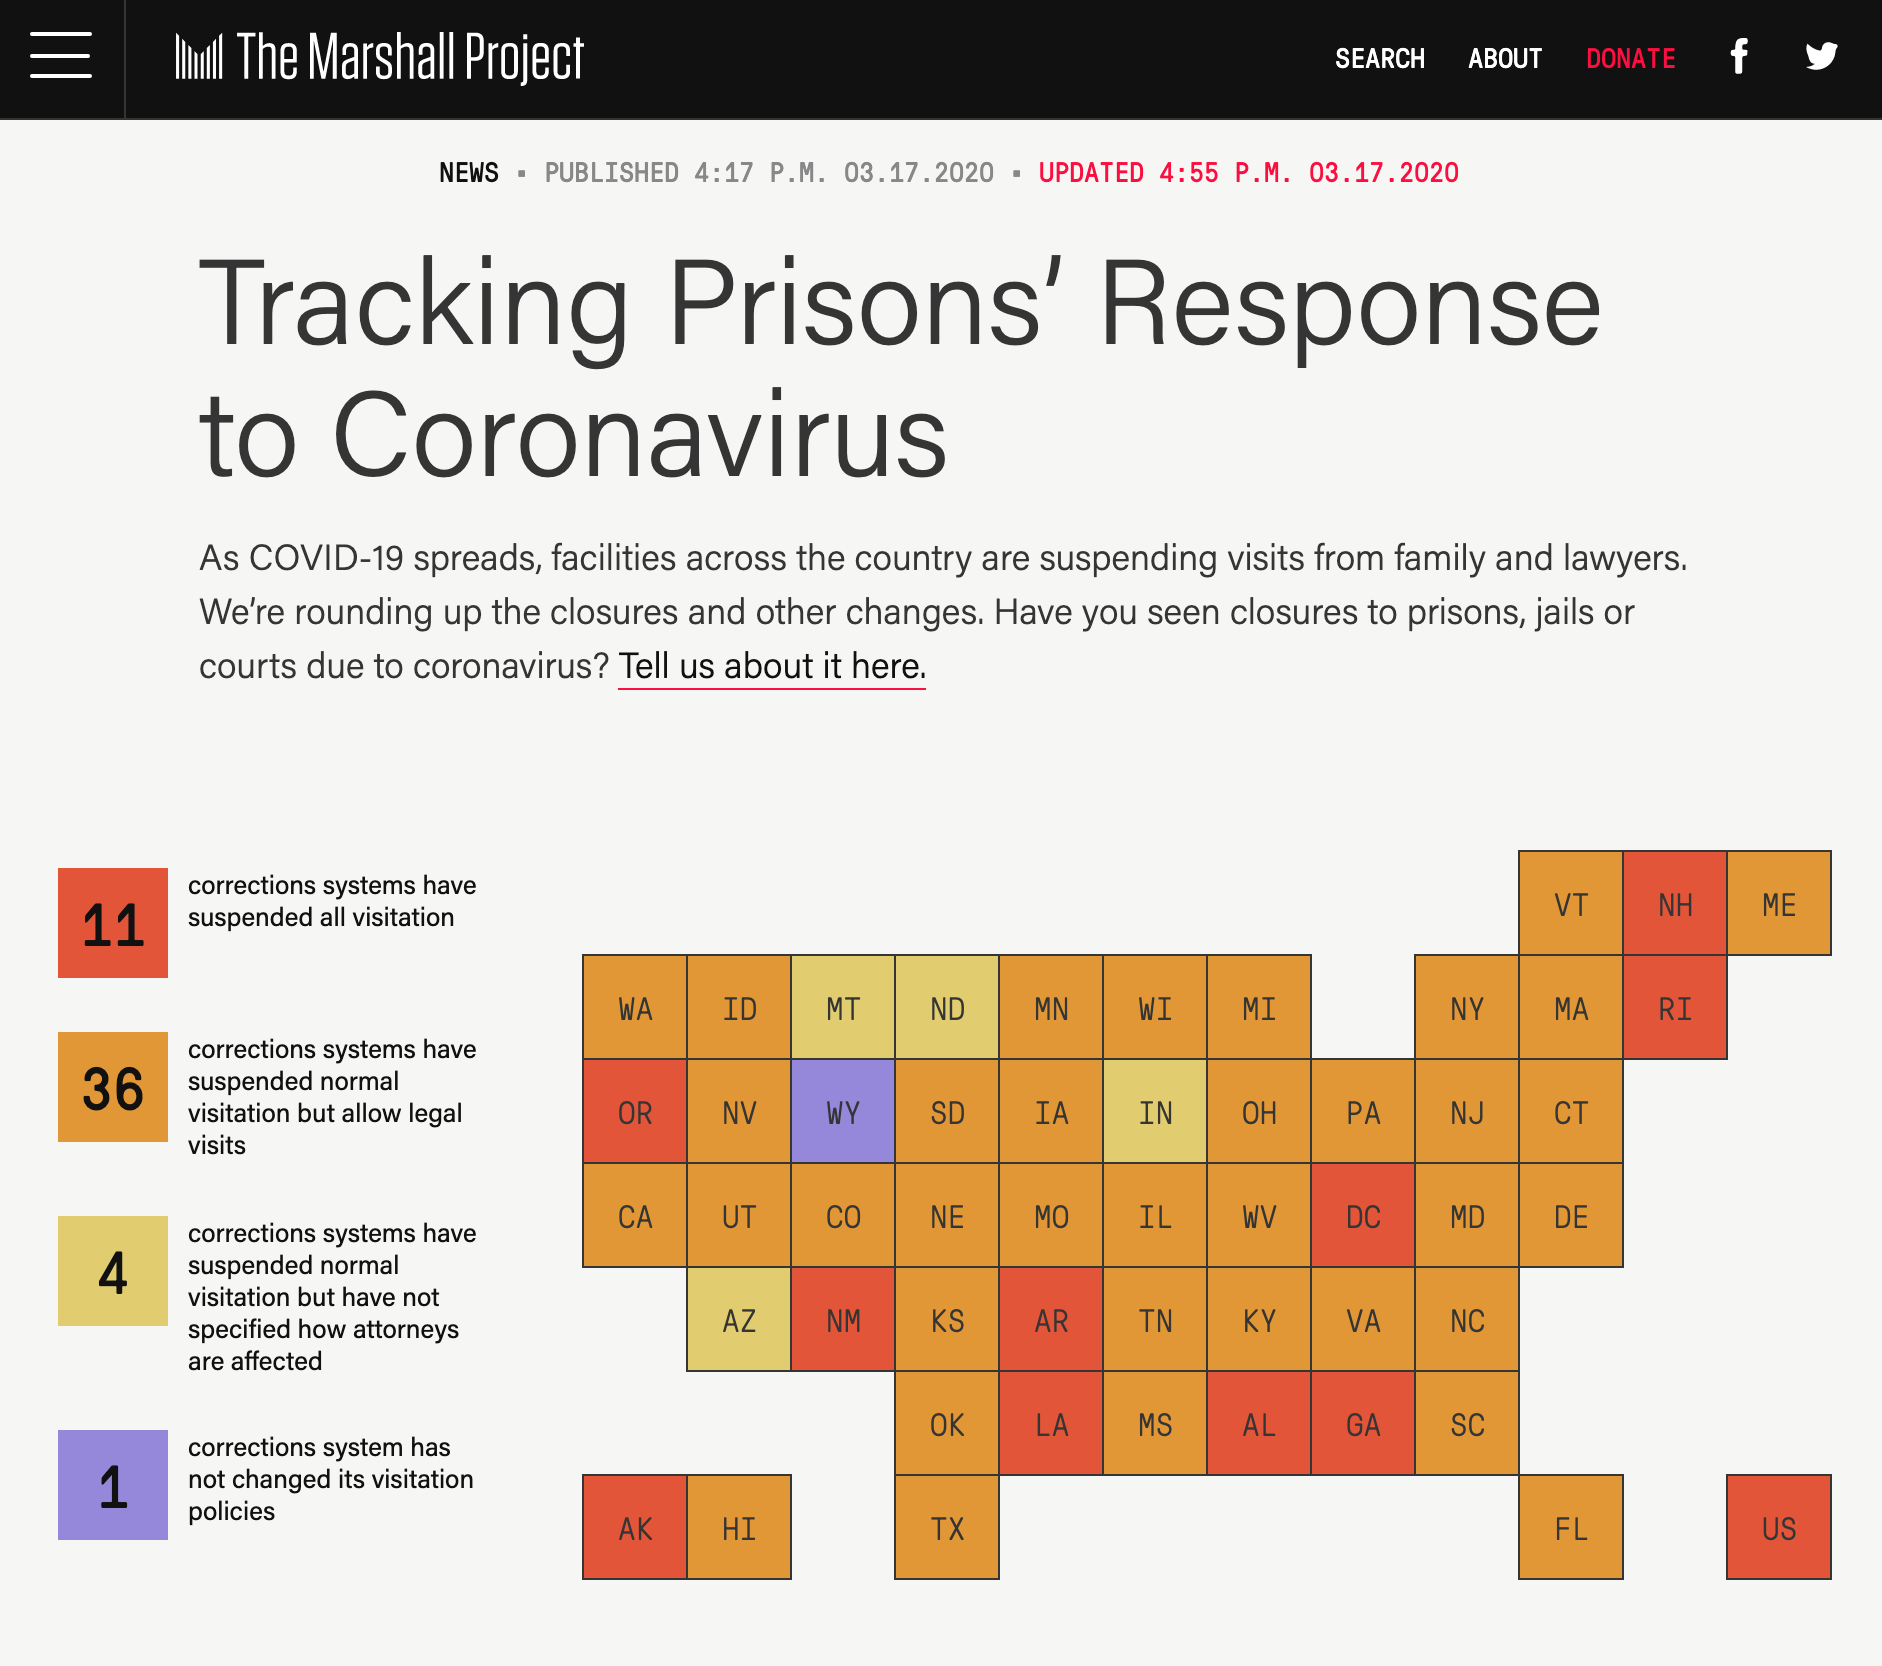 The Marshall Project
SEARCH ABOUT DONATE
NEWS ▪ PUBLISHED 4:17 P.M. 03.17.2020 ▪ UPDATED 4:55 P.M. 03.17.2020
Tracking Prisons’ Response
to Coronavirus
As COVID-19 spreads, facilities across the country are suspending visits from family and lawyers.
We’re rounding up the closures and other changes. Have you seen closures to prisons, jails or
courts due to coronavirus? Tell us about it here.
11
corrections systems have
suspended all visitation
36
corrections systems have
suspended normal
visitation but allow legal
visits
4
corrections systems have
suspended normal
visitation but have not
specified how attorneys
are affected
1
corrections system has
not changed its visitation
policies
VT NH ME
WA ID MT ND MN WI MI NY MA RI
OR NV WY SD IA IN OH PA NJ CT
CA UT CO NE MO IL WV DC MD DE
AZ NM KS AR TN KY VA NC
OK LA MS AL GA SC
AK HI TX FL US